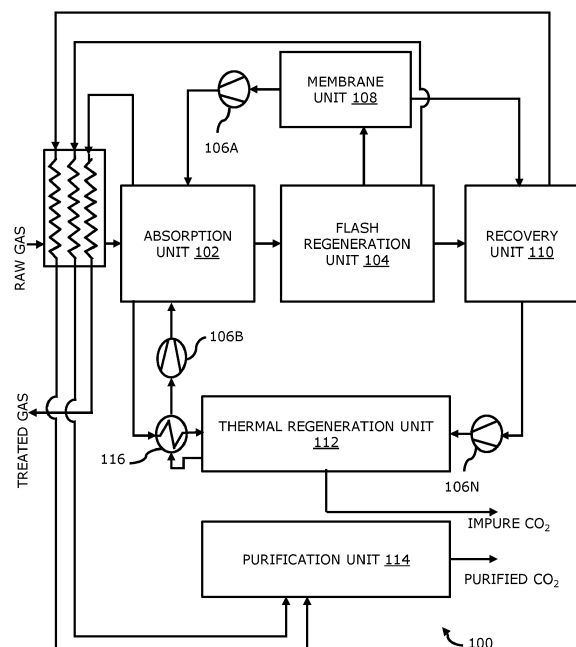 MEMBRANE
UNIT 108
106A
ABSORPTION
UNIT 102
FLASH
REGENERATION
UNIT 104
RECOVERY
UNIT 110
RAW GAS
106B
TREATED GAS
THERMAL REGENERATION UNIT
112
116
106N
IMPURE CO₂
PURIFICATION UNIT 114
PURIFIED CO₂
100